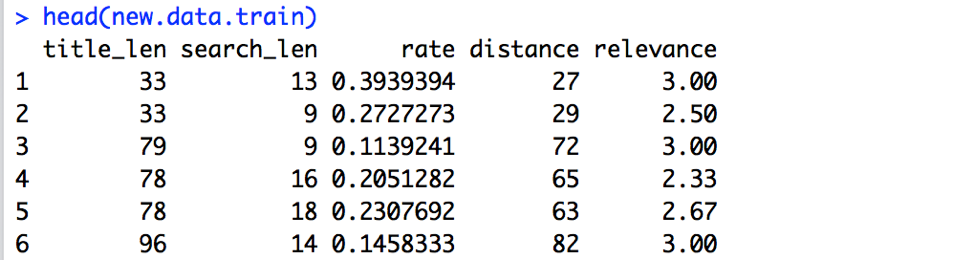 > head(new.data.train)
title_len search_len rate distance relevance
1 33 13 0.3939394 27 3.00
2 33 9 0.2727273 29 2.50
3 79 9 0.1139241 72 3.00
4 78 16 0.2051282 65 2.33
5 78 18 0.2307692 63 2.67
6 96 14 0.1458333 82 3.00